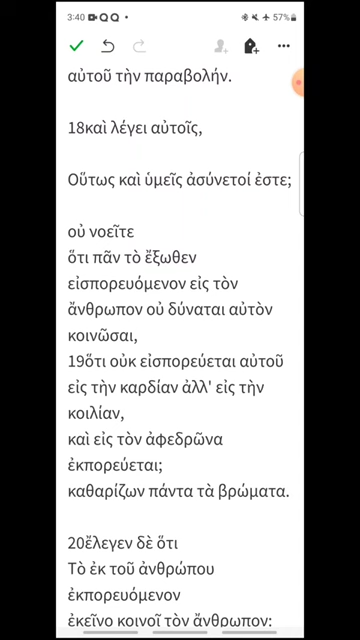 3:40
57%
αὐτοῦ τὴν παραβολήν.
18καὶ λέγει αὐτοῖς,
Οὕτως καὶ ὑμεῖς ἀσύνετοί ἐστε;
οὐ νοεῖτε
ὅτι πᾶν τὸ ἔξωθεν
εἰσπορευόμενον εἰς τὸν
ἄνθρωπον οὐ δύναται αὐτὸν
κοινῶσαι,
19ὅτι οὐκ εἰσπορεύεται αὐτοῦ
εἰς τὴν καρδίαν ἀλλ' εἰς τὴν
κοιλίαν,
καὶ εἰς τὸν ἀφεδρῶνα
ἐκπορεύεται;
καθαρίζων πάντα τὰ βρώματα.
20ἔλεγεν δὲ ὅτι
Τὸ ἐκ τοῦ ἀνθρώπου
ἐκπορευόμενον
ἐκεῖνο κοινοῖ τὸν ἄνθρωπον: